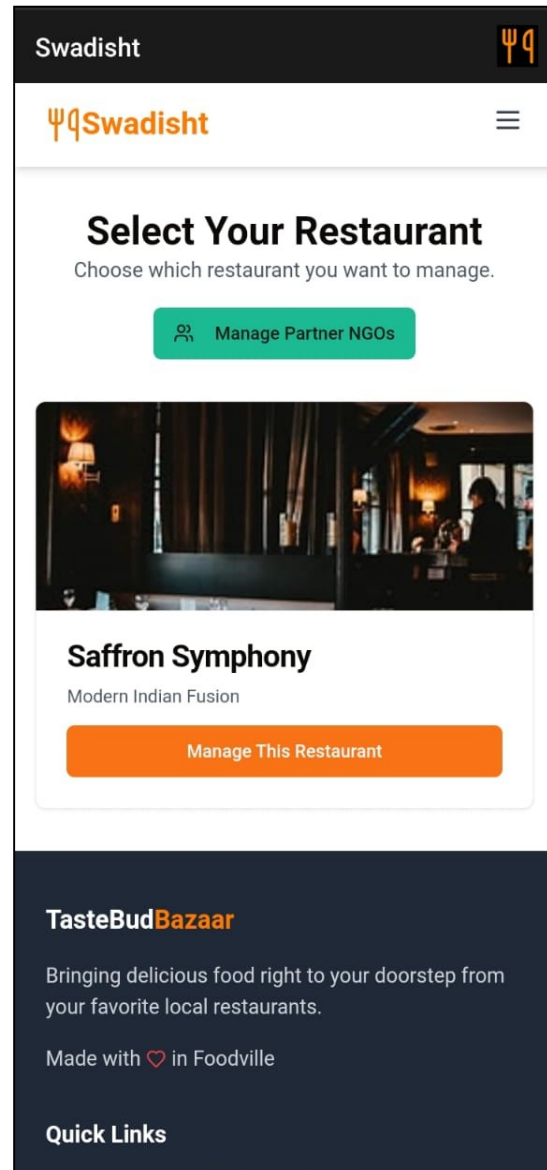 Swadisht
Swadisht
Select Your Restaurant
Choose which restaurant you want to manage.
Manage Partner NGOs
Saffron Symphony
Modern Indian Fusion
Manage This Restaurant
TasteBudBazaar
Bringing delicious food right to your doorstep from
your favorite local restaurants.
Made with ♡ in Foodville
Quick Links